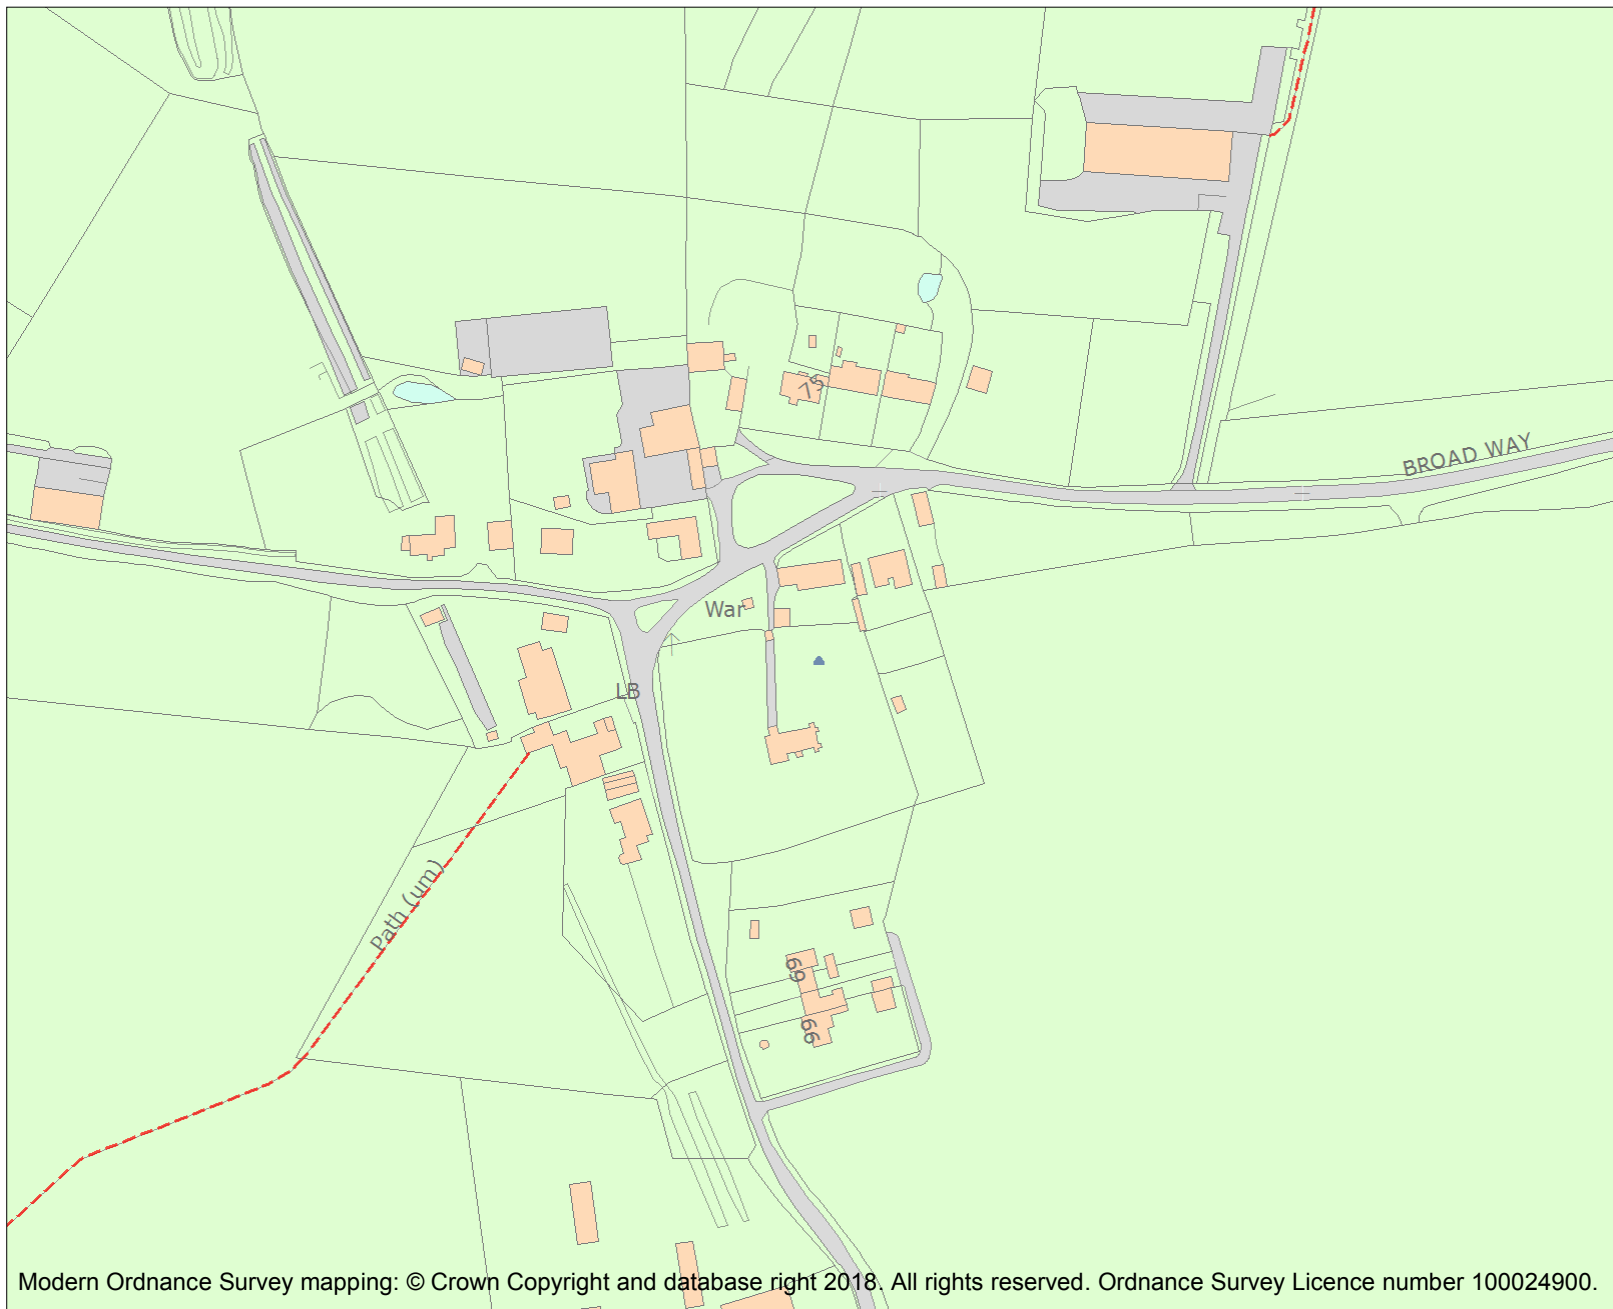 75
BROAD WAY
War
LB
Path (um)
69
66
Modern Ordnance Survey mapping: © Crown Copyright and database right 2018. All rights reserved. Ordnance Survey Licence number 100024900.